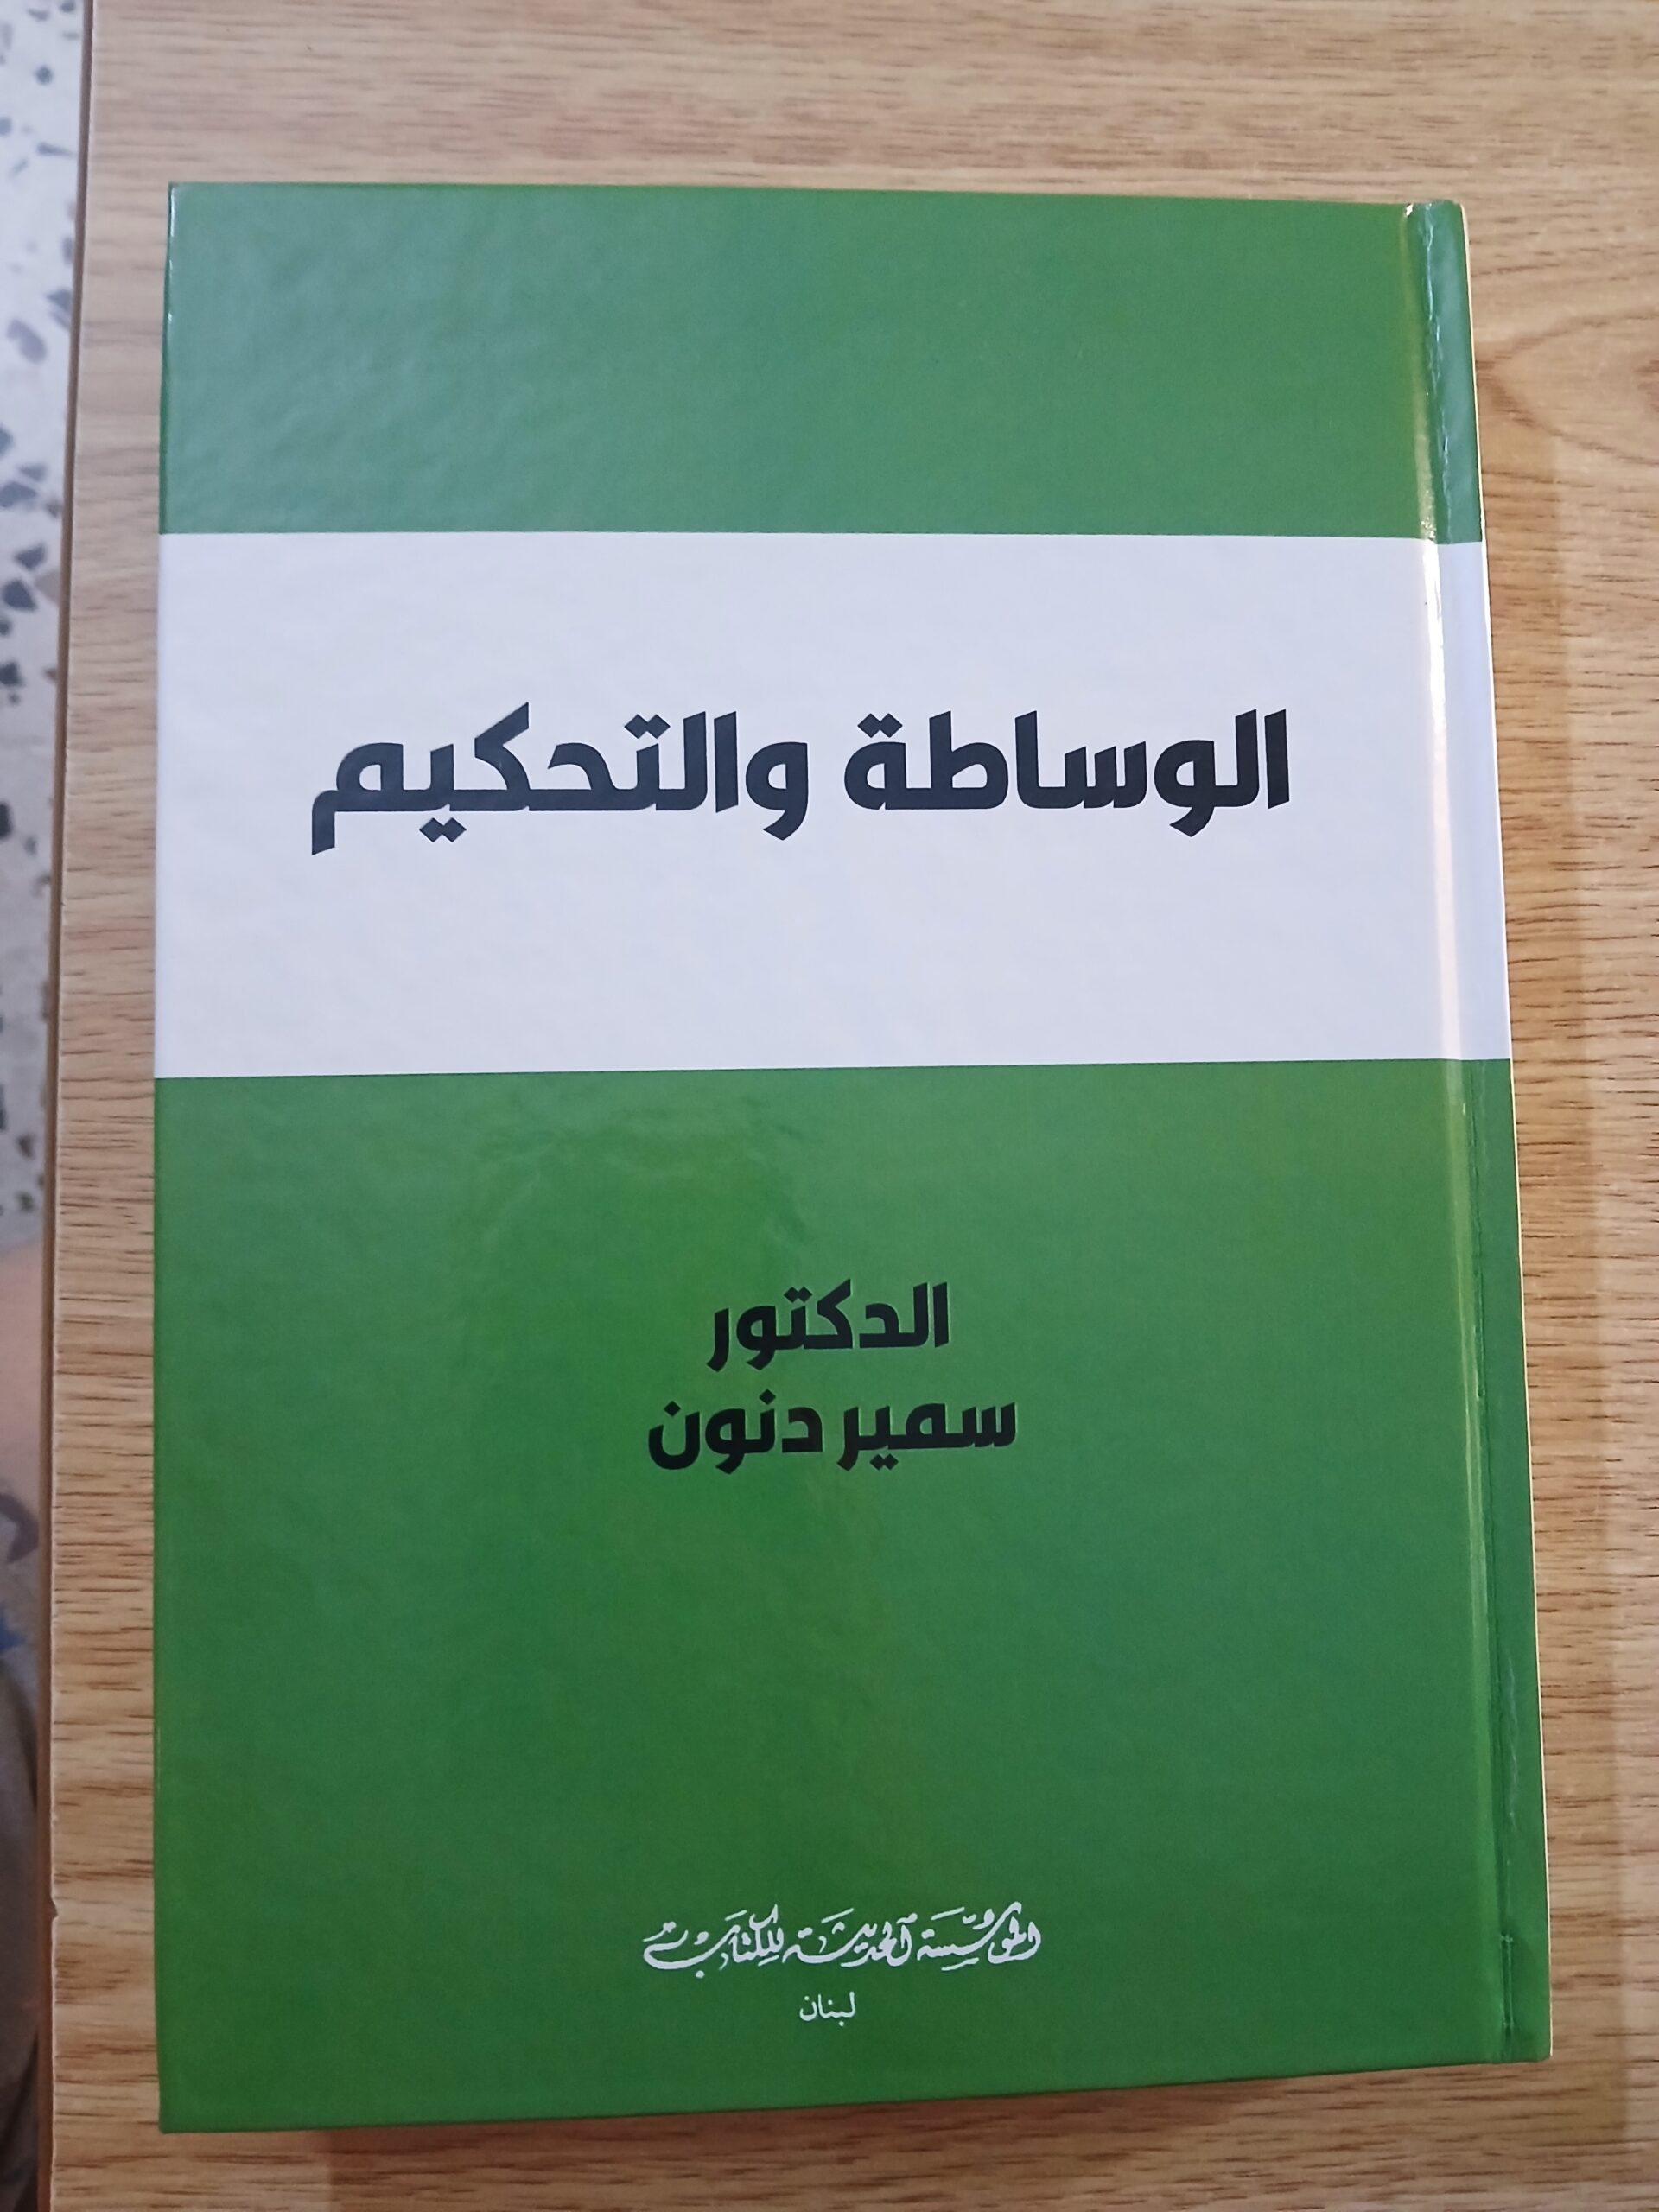 الوساطة والتحكيم
الدكتور
سمير دنون
المؤسسة الحديثة للكتاب
لبنان